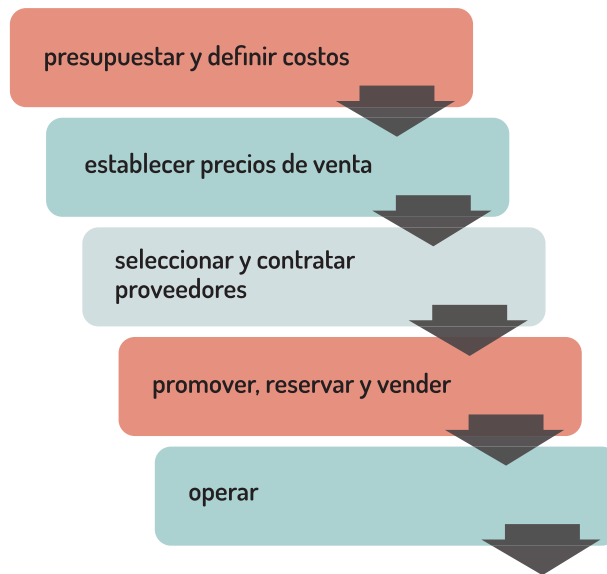 presupuestar y definir costos
establecer precios de venta
seleccionar y contratar
proveedores
promover, reservar y vender
operar